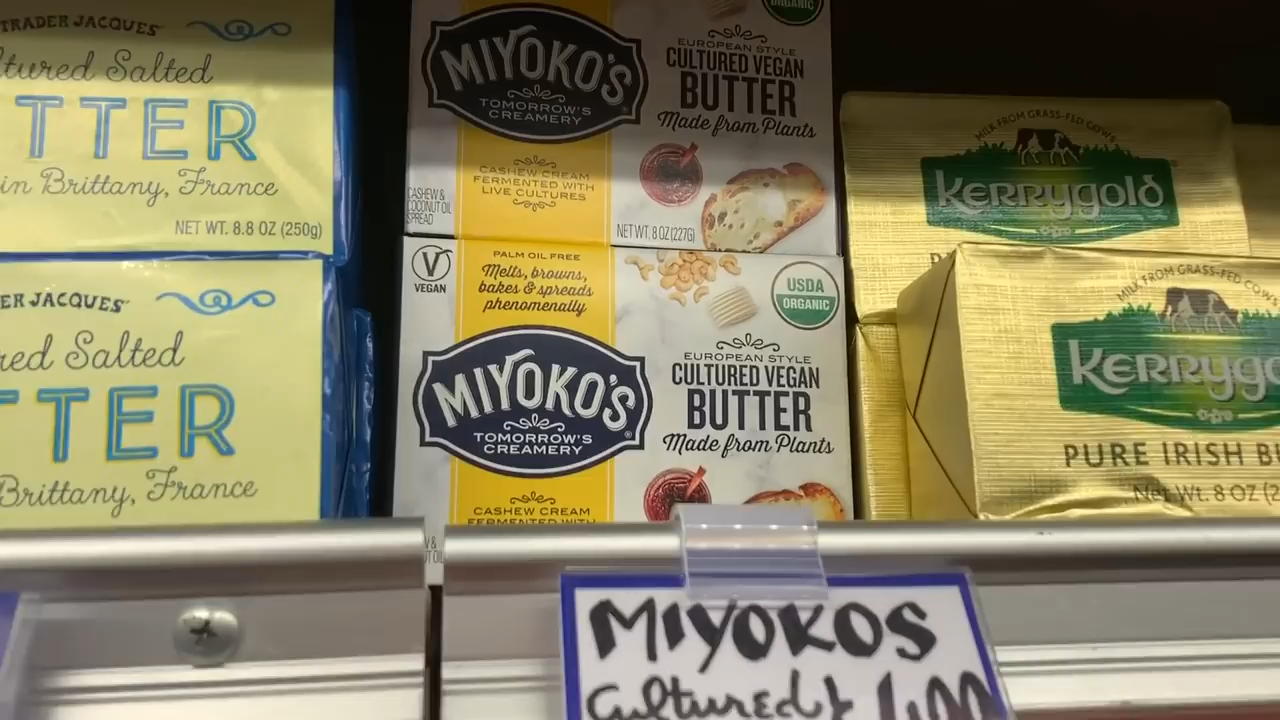 TRADER JACQUES'
tured Salted
TTER
in Brittany, France
NET WT. 8.8 OZ (250g)
ER JACQUES'
red Salted
TTER
Brittany, France
MIYOKO'S
TOMORROW'S
CREAMERY
CASHEW CREAM
FERMENTED WITH
LIVE CULTURES
CASHEW &
COCONUT OIL
SPREAD
ORGANIC
EUROPEAN STYLE
CULTURED VEGAN
BUTTER
Made from Plants
NET WT. 8 OZ (227G)
V
VEGAN
PALM OIL FREE
Melts, browns,
bakes & spreads
phenomenally
MIYOKO'S
TOMORROW'S
CREAMERY
CASHEW CREAM
FERMENTED WITH
USDA
ORGANIC
EUROPEAN STYLE
CULTURED VEGAN
BUTTER
Made from Plants
MILK FROM GRASS-FED COWS
Kerrygold
MILK FROM GRASS-FED COWS
Kerrygo
PURE IRISH B
Net Wt. 8 OZ (2
MIYOKOS
Cultured